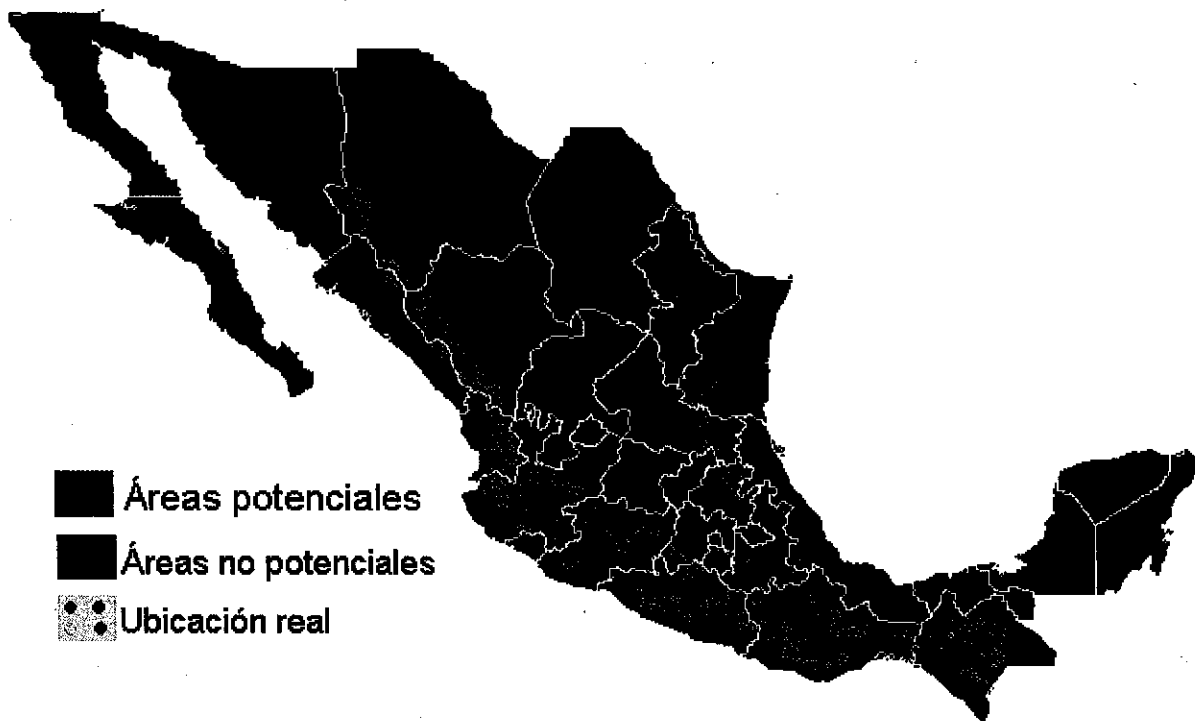 Áreas potenciales
Áreas no potenciales
Ubicación real